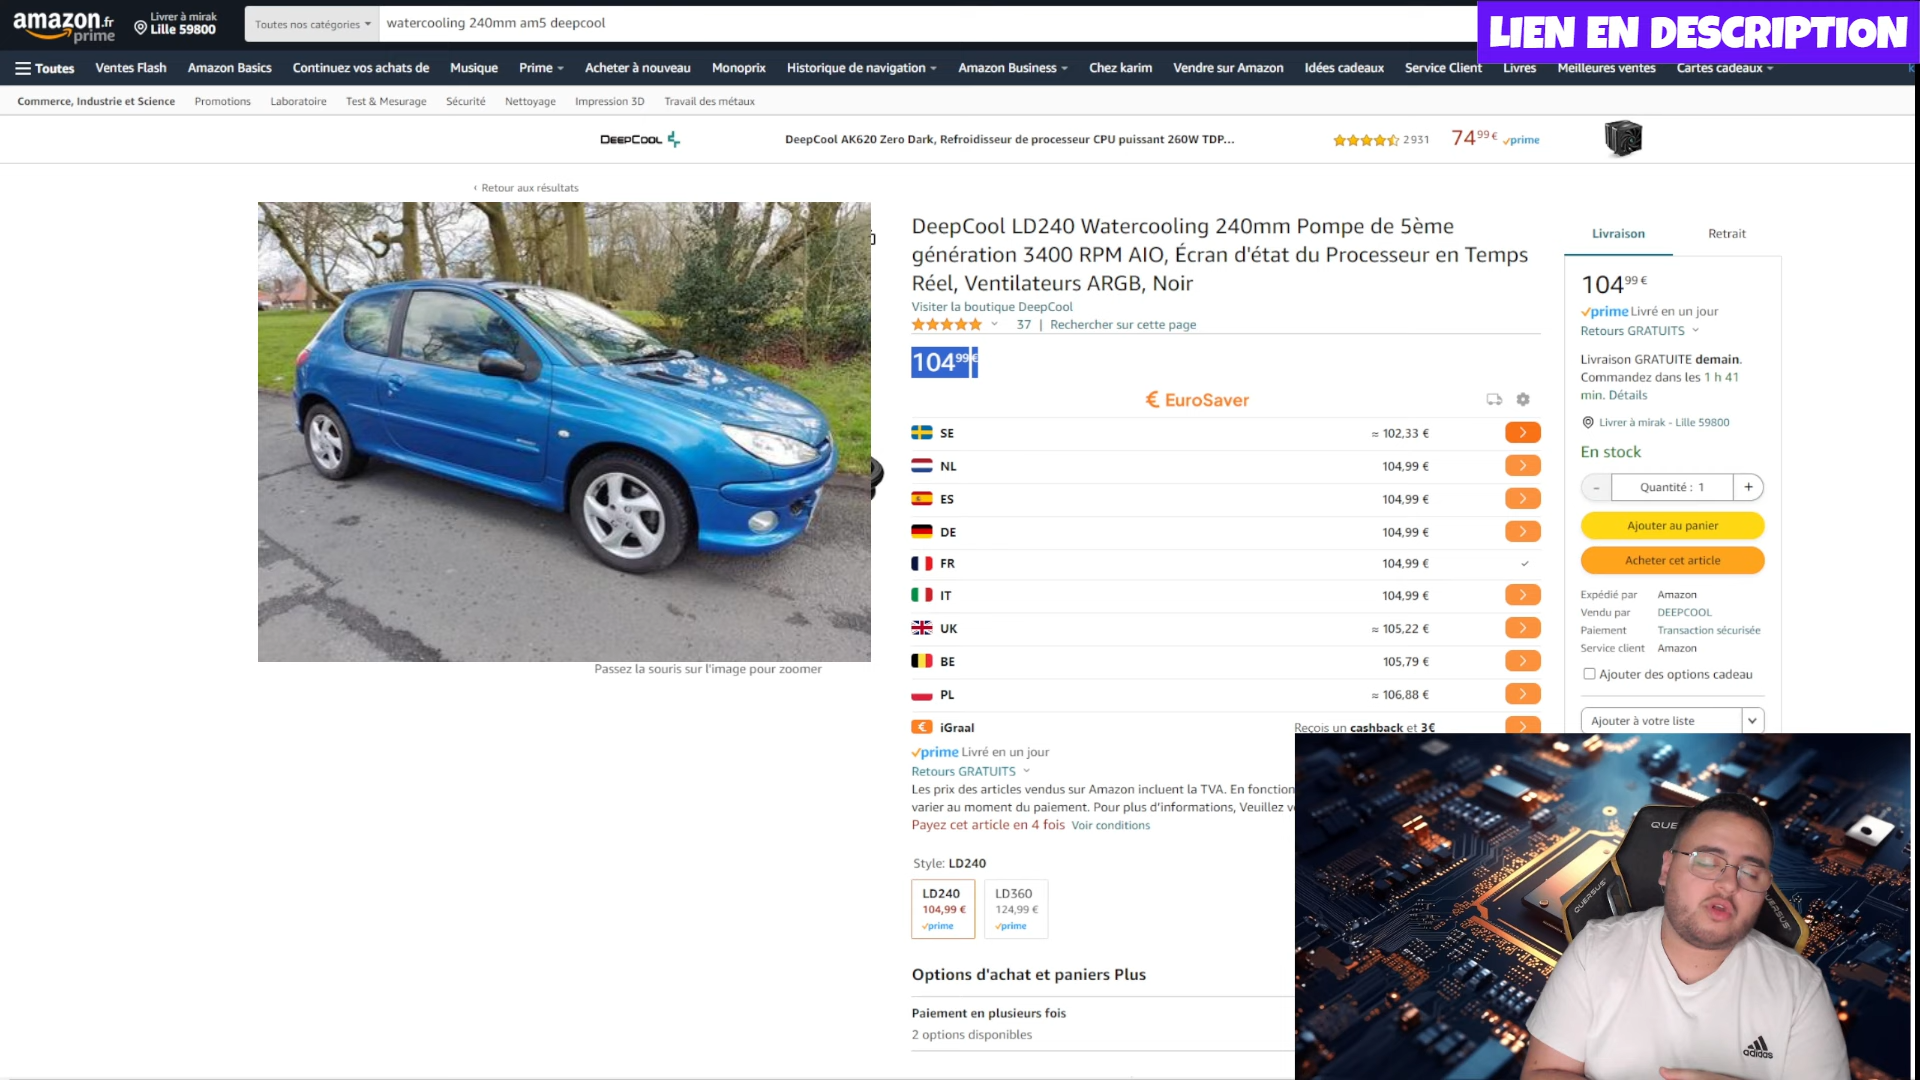 amazon.fr
prime
Livrer à mirak
Lille 59800
Toutes nos catégories
watercooling 240mm am5 deepcool
LIEN EN DESCRIPTION
Toutes
Ventes Flash
Amazon Basics
Continuez vos achats de
Musique
Prime
Acheter à nouveau
Monoprix
Historique de navigation
Amazon Business
Chez karim
Vendre sur Amazon
Idées cadeaux
Service Client
Livres
Meilleures ventes
Cartes cadeaux
Commerce, Industrie et Science
Promotions
Laboratoire
Test & Mesurage
Sécurité
Nettoyage
Impression 3D
Travail des métaux
DEEPCOOL
DeepCool AK620 Zero Dark, Refroidisseur de processeur CPU puissant 260W TDP...
2 931
74,99 €
prime
‹ Retour aux résultats
Passez la souris sur l'image pour zoomer
DeepCool LD240 Watercooling 240mm Pompe de 5ème
génération 3400 RPM AIO, Écran d'état du Processeur en Temps
Réel, Ventilateurs ARGB, Noir
Visiter la boutique DeepCool
37 | Rechercher sur cette page
104 99 €
€ EuroSaver
SE ≈ 102,33 €
NL 104,99 €
ES 104,99 €
DE 104,99 €
FR 104,99 €
IT 104,99 €
UK ≈ 105,22 €
BE 105,79 €
PL ≈ 106,88 €
€ iGraal Reçois un cashback et 3€
prime Livré en un jour
Retours GRATUITS
Les prix des articles vendus sur Amazon incluent la TVA. En fonction
varier au moment du paiement. Pour plus d'informations, Veuillez
Payez cet article en 4 fois Voir conditions
Style: LD240
LD240
104,99 €
prime
LD360
124,99 €
prime
Options d'achat et paniers Plus
Paiement en plusieurs fois
2 options disponibles
Livraison
Retrait
104 99 €
prime Livré en un jour
Retours GRATUITS
Livraison GRATUITE demain.
Commandez dans les 1 h 41
min. Détails
Livrer à mirak - Lille 59800
En stock
- Quantité : 1 +
Ajouter au panier
Acheter cet article
Expédié par Amazon
Vendu par DEEPCOOL
Paiement Transaction sécurisée
Service client Amazon
Ajouter des options cadeau
Ajouter à votre liste
QUE
QUERSUS
QUERSUS
adidas